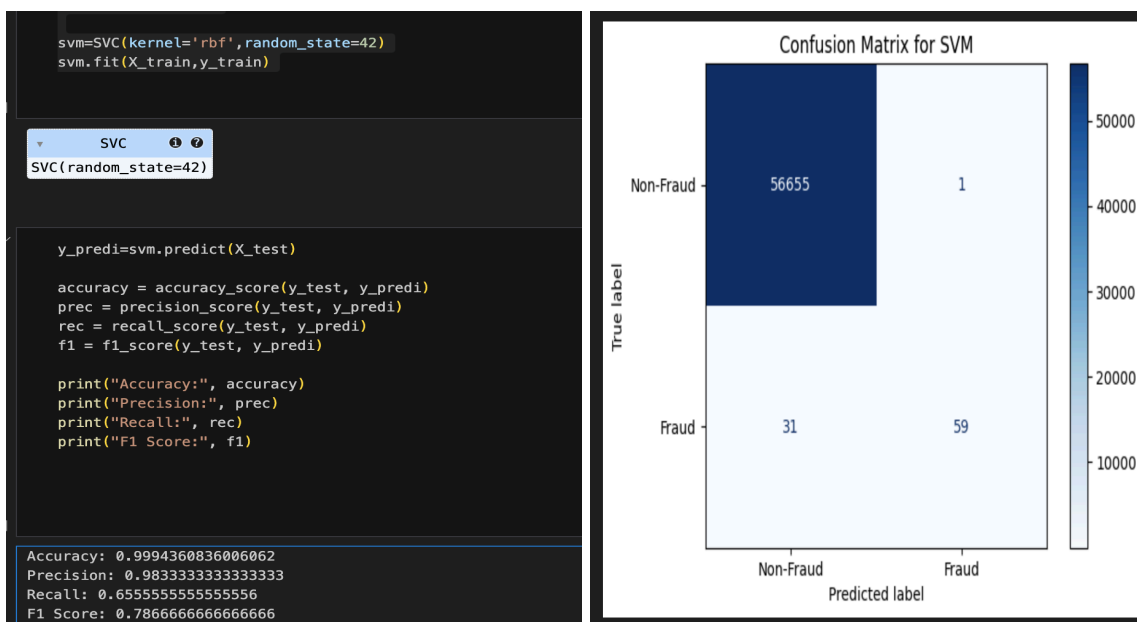 svm=SVC(kernel='rbf',random_state=42)
svm.fit(X_train,y_train)
SVC
SVC(random_state=42)
y_predi=svm.predict(X_test)
accuracy = accuracy_score(y_test, y_predi)
prec = precision_score(y_test, y_predi)
rec = recall_score(y_test, y_predi)
f1 = f1_score(y_test, y_predi)
print("Accuracy:", accuracy)
print("Precision:", prec)
print("Recall:", rec)
print("F1 Score:", f1)
Accuracy: 0.9994360836006062
Precision: 0.9833333333333333
Recall: 0.6555555555555556
F1 Score: 0.7866666666666666
Confusion Matrix for SVM
Non-Fraud
56655
1
Fraud
31
59
True label
Non-Fraud
Fraud
Predicted label
50000
40000
30000
20000
10000